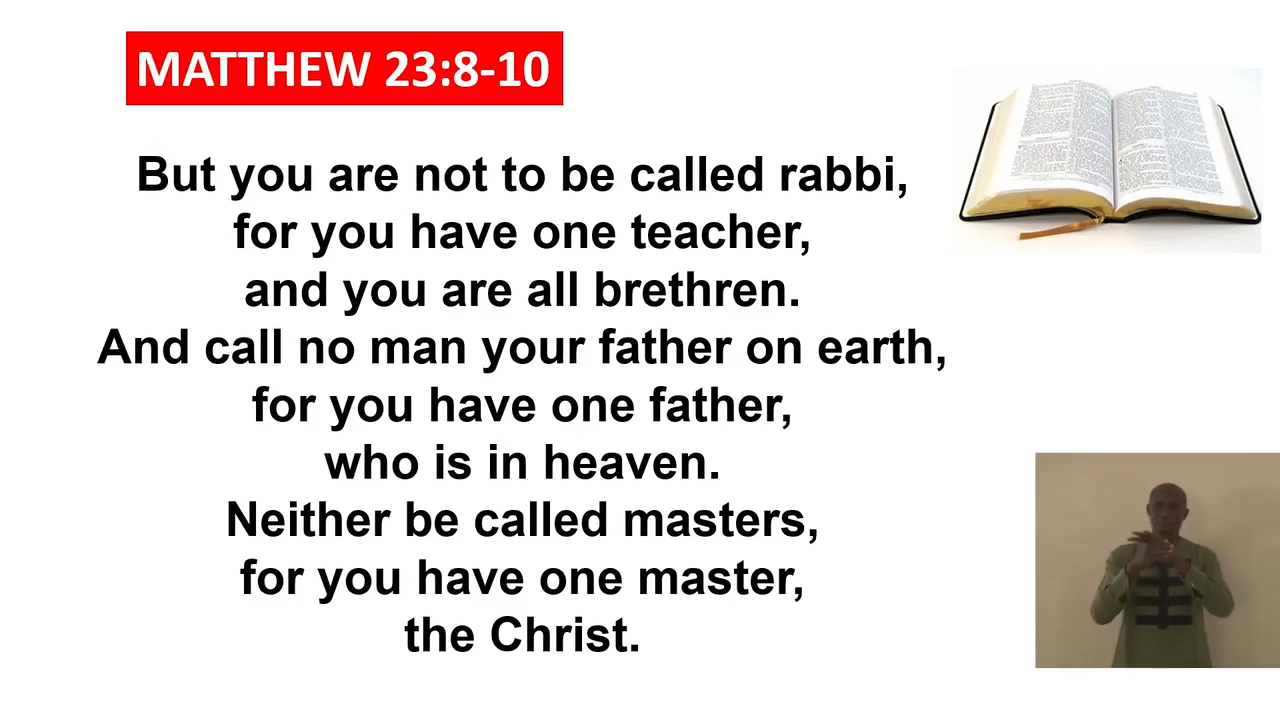 MATTHEW 23:8-10
But you are not to be called rabbi,
for you have one teacher,
and you are all brethren.
And call no man your father on earth,
for you have one father,
who is in heaven.
Neither be called masters,
for you have one master,
the Christ.